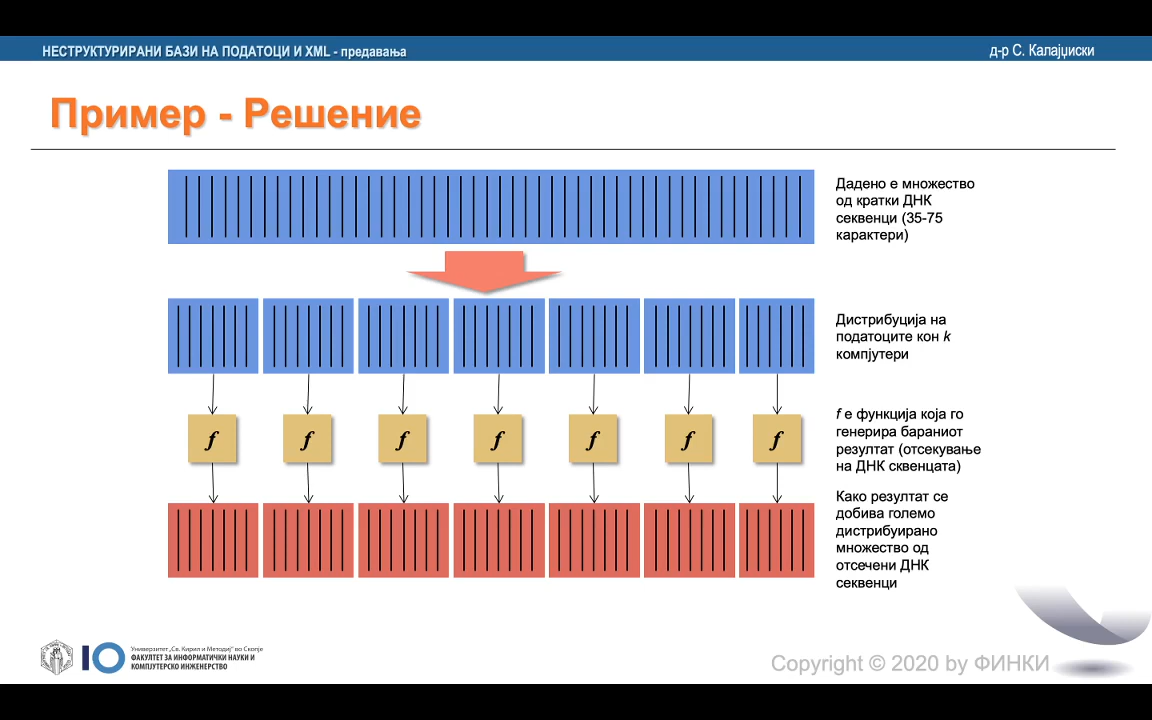 НЕСТРУКТУРИРАНИ БАЗИ НА ПОДАТОЦИ И XML - предавања
д-р С. Калајџиски
Пример - Решение
Дадено е множество
од кратки ДНК
секвенци (35-75
карактери)
Дистрибуција на
податоците кон k
компјутери
f f f f f f f
f е функција која го
генерира бараниот
резултат (отсекување
на ДНК сквенцата)
Како резултат се
добива големо
дистрибуирано
множество од
отсечени ДНК
секвенци
Универзитет „Св. Кирил и Методиј“ во Скопје
ФАКУЛТЕТ ЗА ИНФОРМАТИЧКИ НАУКИ И
КОМПЈУТЕРСКО ИНЖЕНЕРСТВО
Copyright © 2020 by ФИНКИ